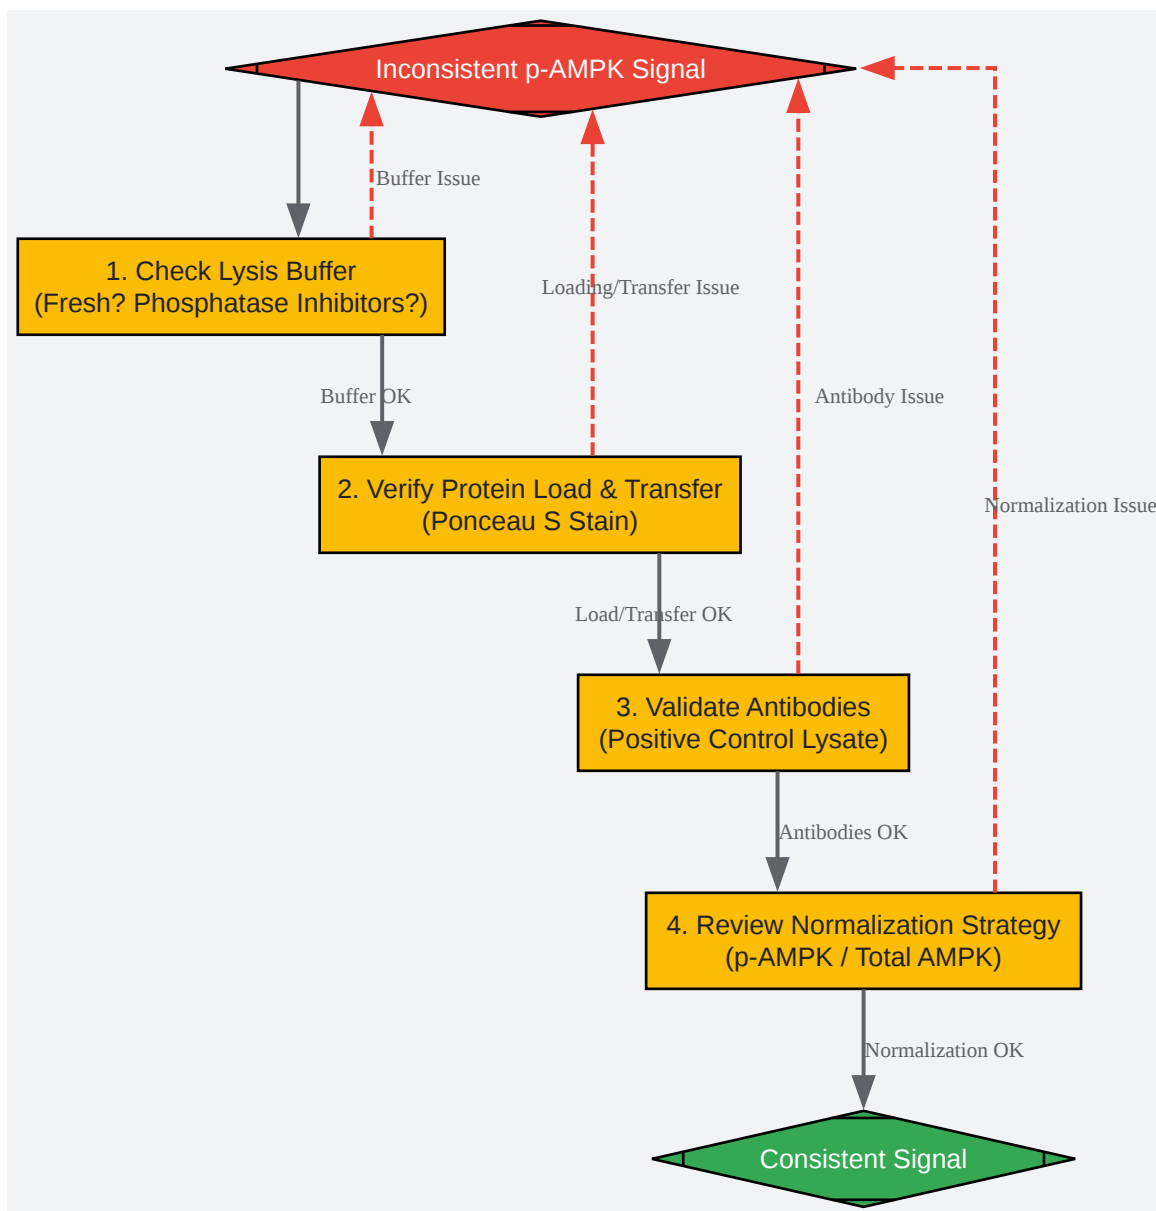 Inconsistent p-AMPK Signal
Buffer Issue
1. Check Lysis Buffer
(Fresh? Phosphatase Inhibitors?)
Loading/Transfer Issue
Buffer OK
Antibody Issue
2. Verify Protein Load & Transfer
(Ponceau S Stain)
Normalization Issue
Load/Transfer OK
3. Validate Antibodies
(Positive Control Lysate)
Antibodies OK
4. Review Normalization Strategy
(p-AMPK / Total AMPK)
Normalization OK
Consistent Signal